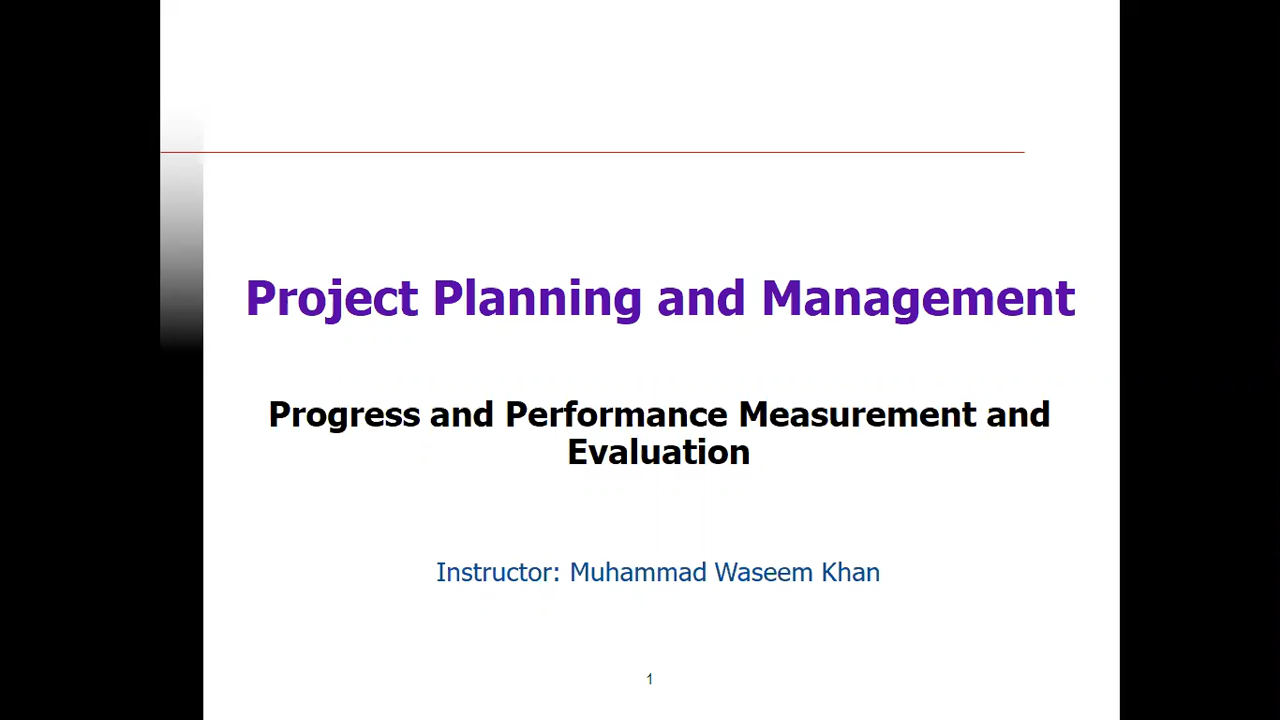 Project Planning and Management
Progress and Performance Measurement and
Evaluation
Instructor: Muhammad Waseem Khan
1